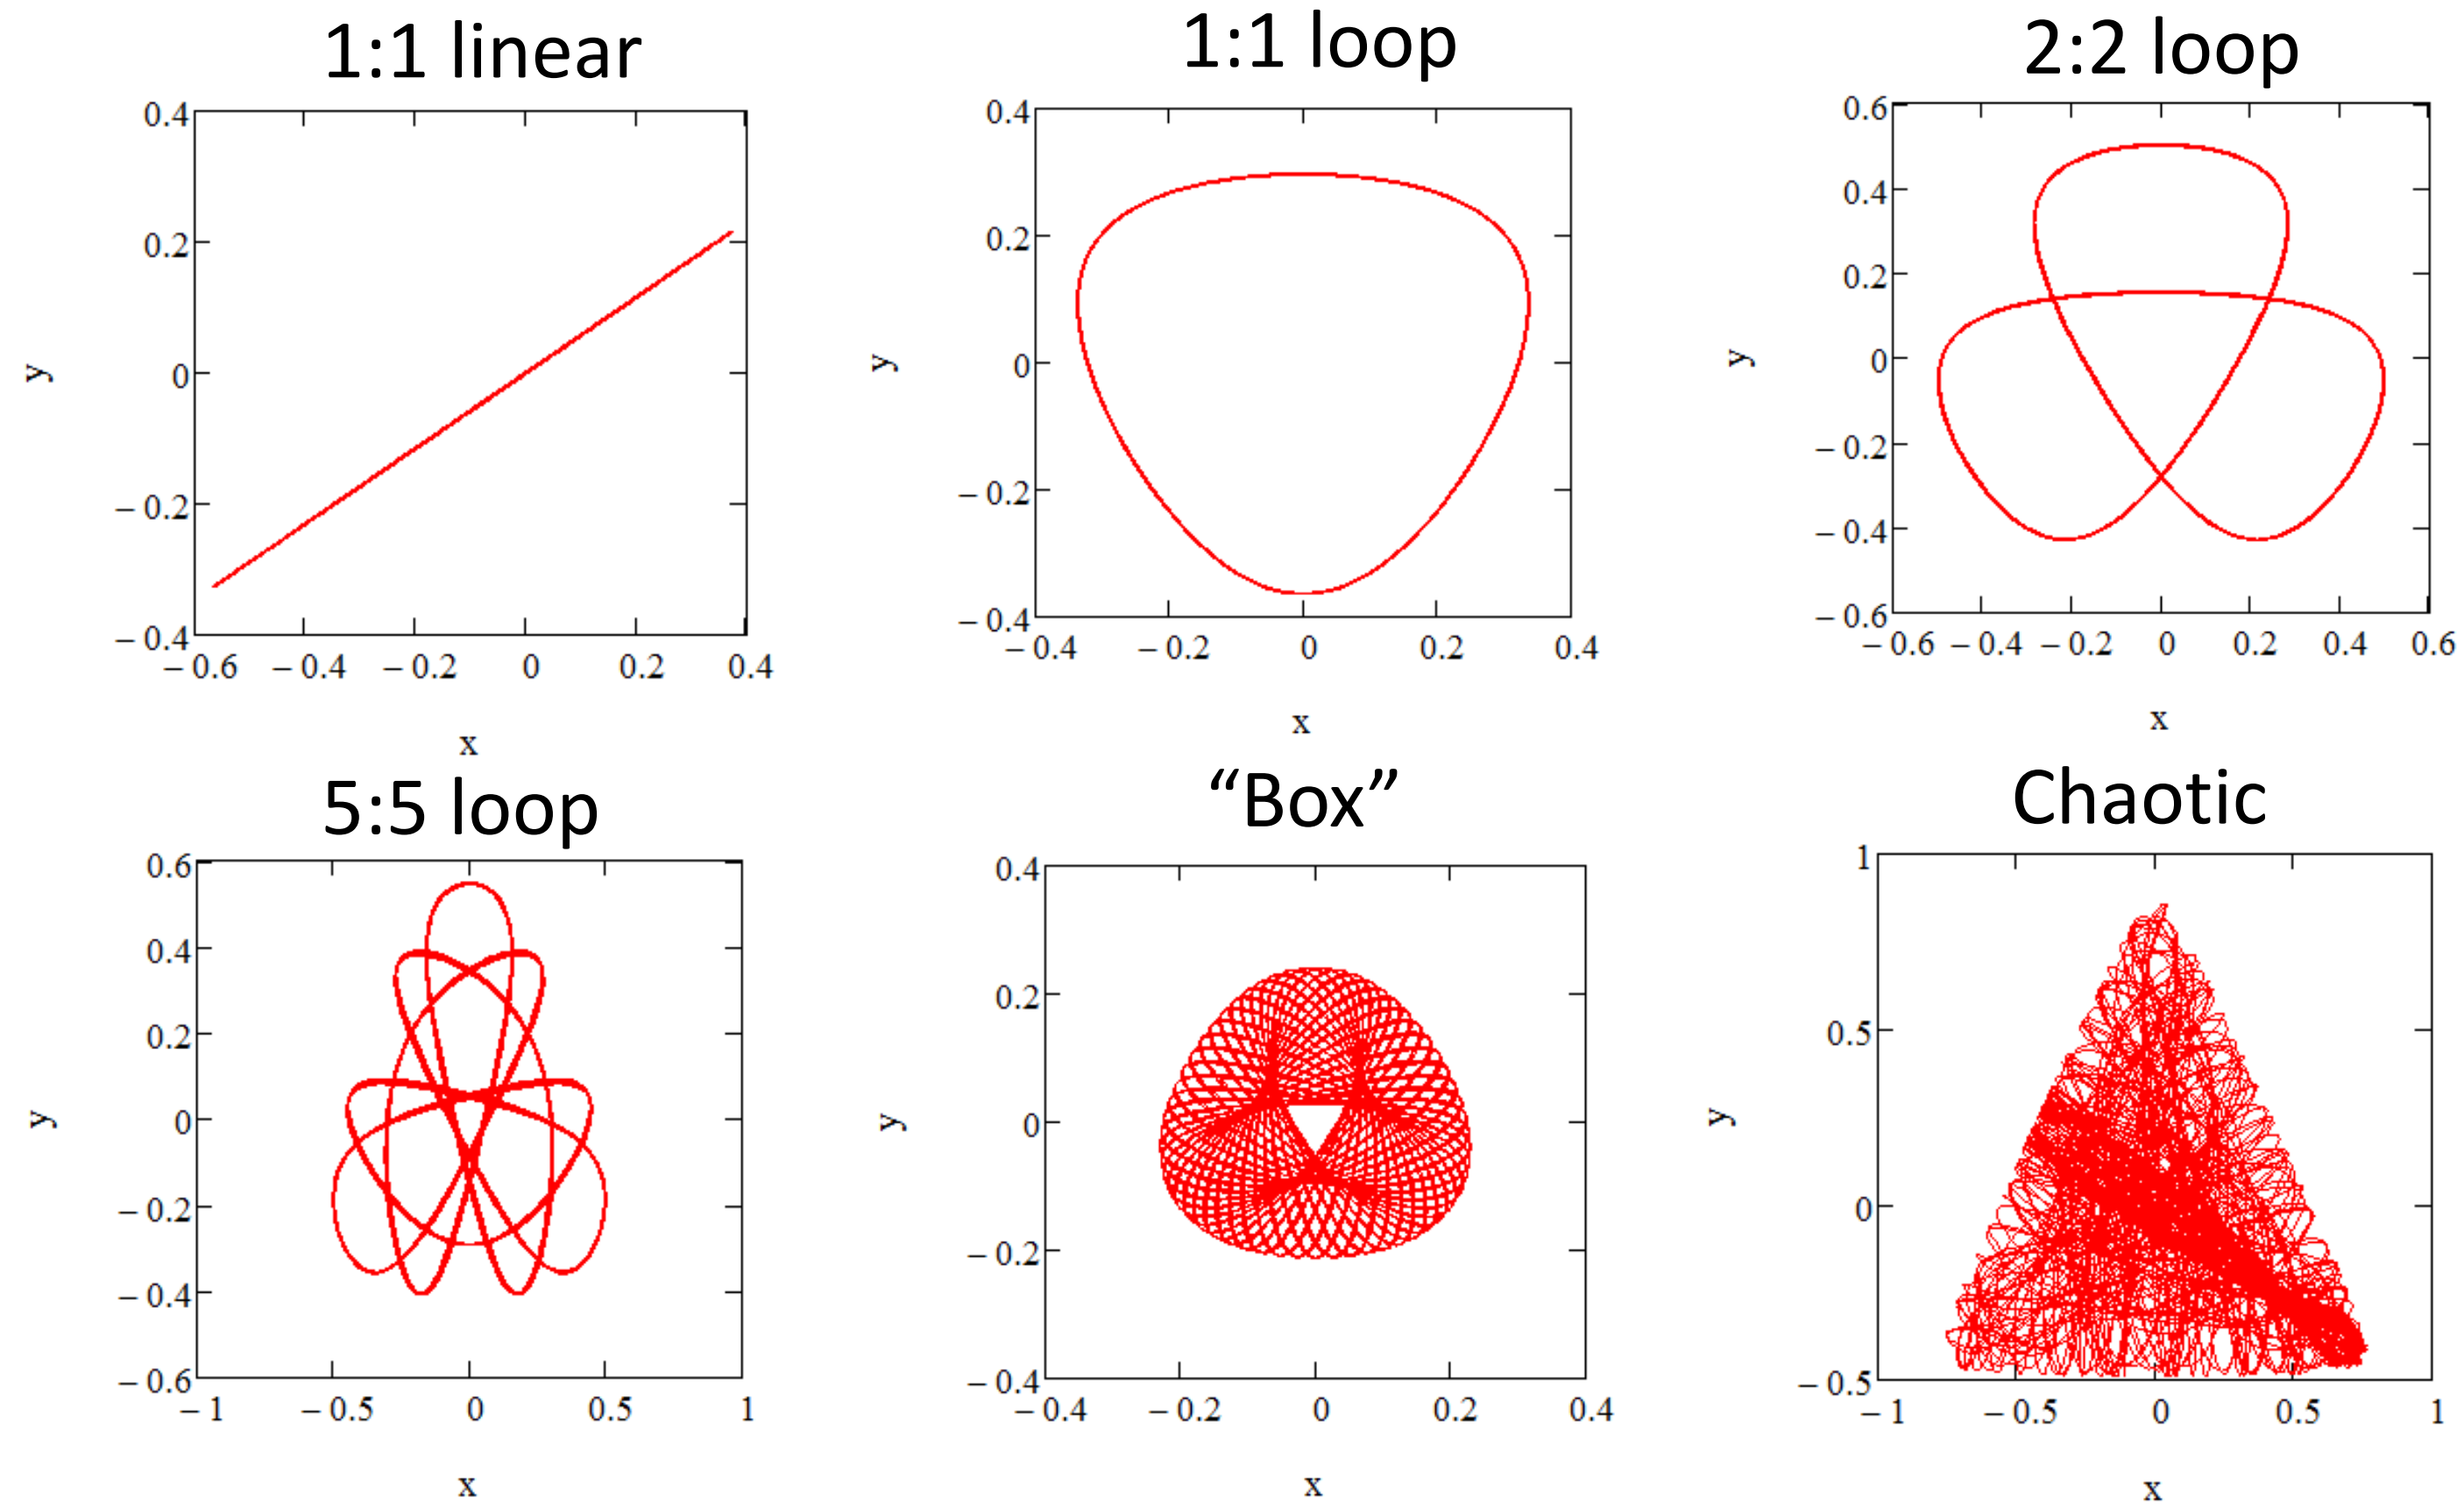 1:1 linear
1:1 loop
2:2 loop
0.4
0.2
0
– 0.2
– 0.4
y
– 0.6 – 0.4 – 0.2 0 0.2 0.4
x
0.4
0.2
0
– 0.2
– 0.4
y
– 0.4 – 0.2 0 0.2 0.4
x
0.6
0.4
0.2
0
– 0.2
– 0.4
– 0.6
y
– 0.6 – 0.4 – 0.2 0 0.2 0.4 0.6
x
5:5 loop
“Box”
Chaotic
0.6
0.4
0.2
0
– 0.2
– 0.4
– 0.6
y
– 1 – 0.5 0 0.5 1
x
0.4
0.2
0
– 0.2
– 0.4
y
– 0.4 – 0.2 0 0.2 0.4
x
1
0.5
0
– 0.5
y
– 1 – 0.5 0 0.5 1
x